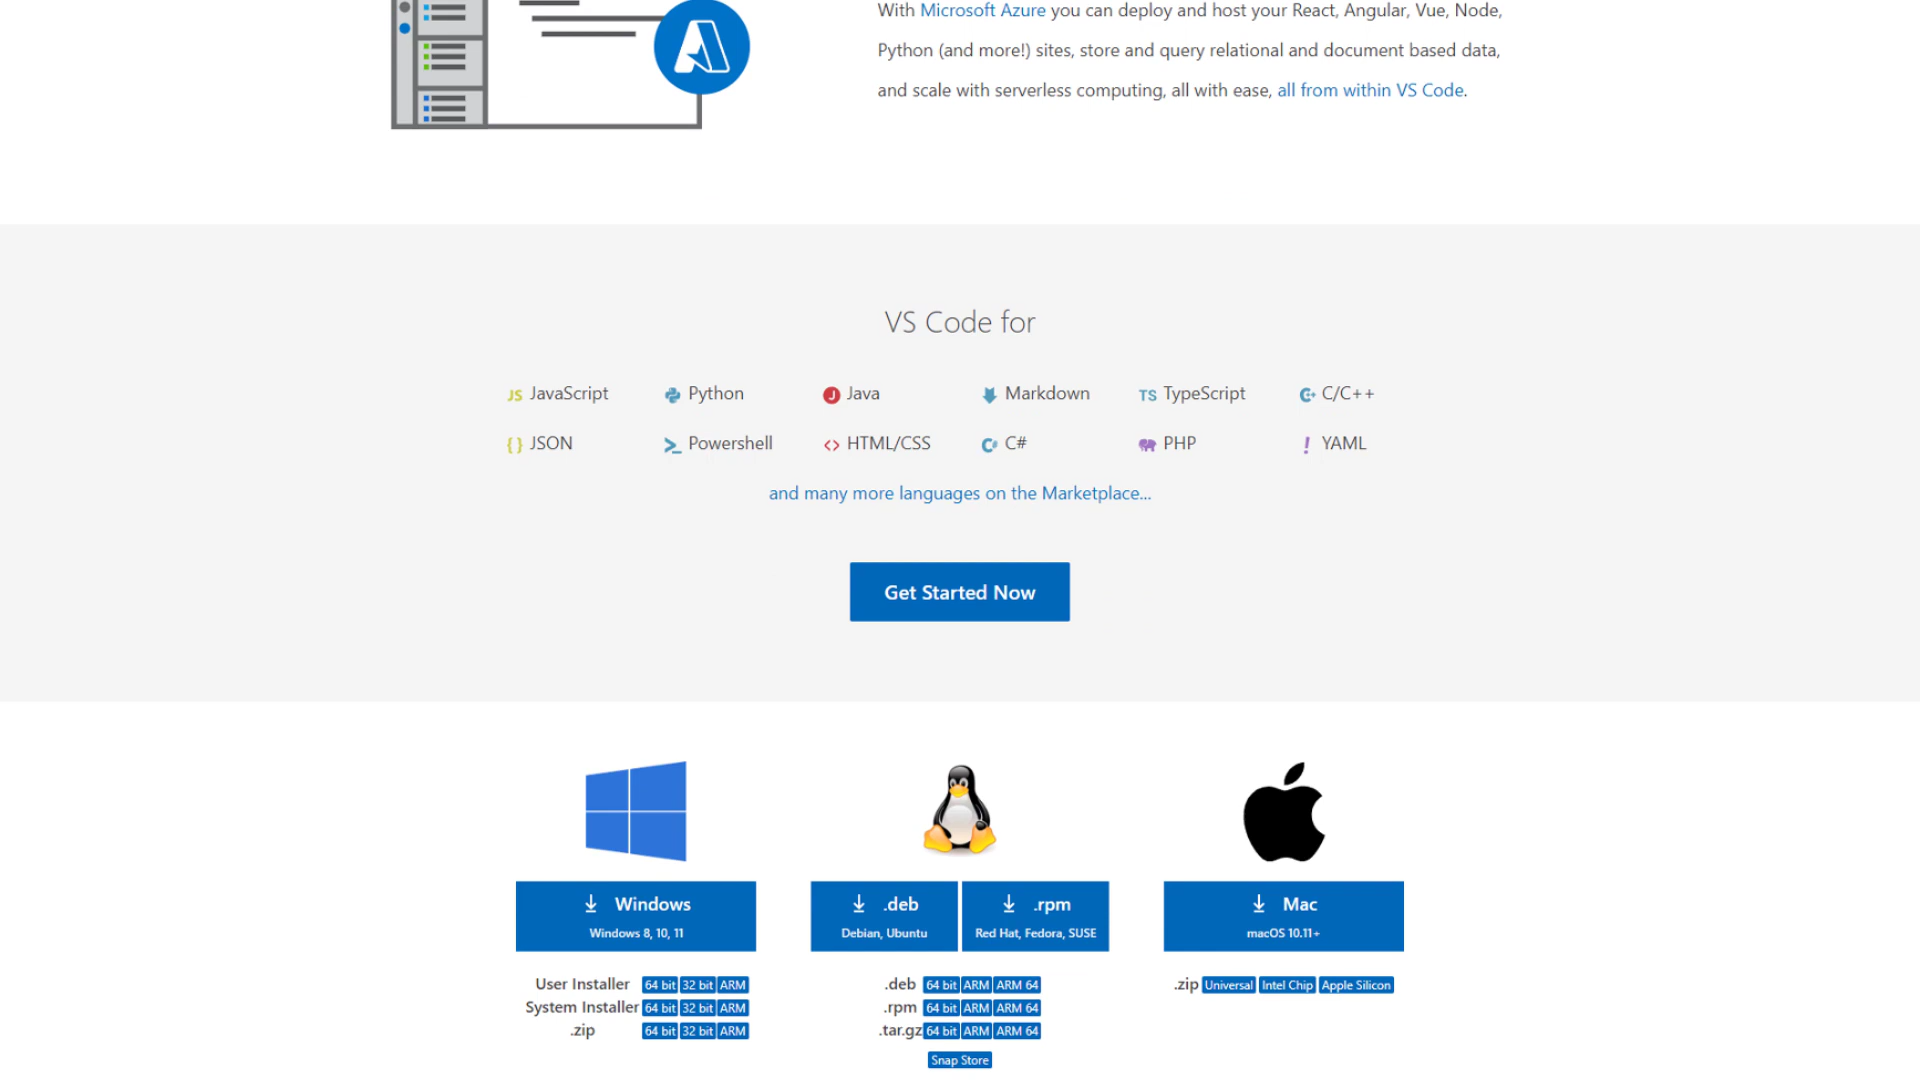 With Microsoft Azure you can deploy and host your React, Angular, Vue, Node,
Python (and more!) sites, store and query relational and document based data,
and scale with serverless computing, all with ease, all from within VS Code.
VS Code for
JS JavaScript Python J Java Markdown TS TypeScript C/C++
{ } JSON Powershell HTML/CSS C# PHP ! YAML
and many more languages on the Marketplace...
Get Started Now
Windows
Windows 8, 10, 11
.deb
Debian, Ubuntu
.rpm
Red Hat, Fedora, SUSE
Mac
macOS 10.11+
User Installer 64 bit 32 bit ARM
System Installer 64 bit 32 bit ARM
.zip 64 bit 32 bit ARM
.deb 64 bit ARM ARM 64
.rpm 64 bit ARM ARM 64
.tar.gz 64 bit ARM ARM 64
Snap Store
.zip Universal Intel Chip Apple Silicon